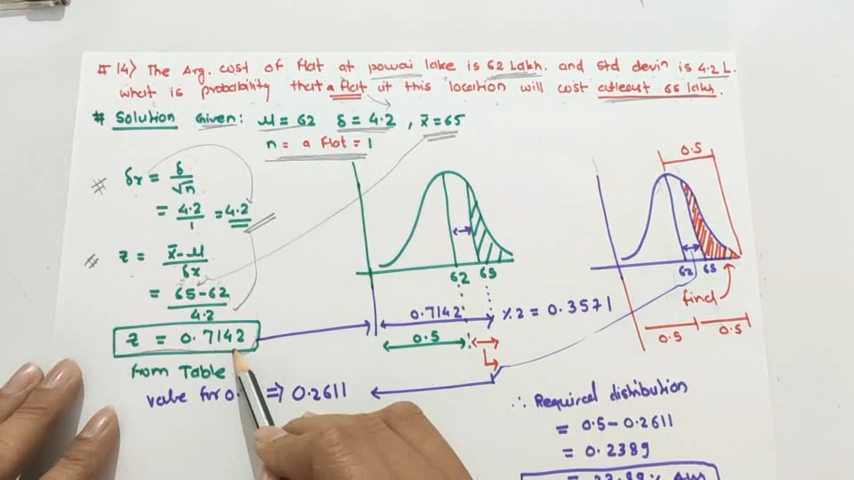 # 14) The Avg. cost of flat at powai lake is 62 Lakh. and std devin is 4.2 L.
what is probability that a flat at this location will cost atleast 65 lakh.
# Solution Given: μ = 62 δ = 4.2 , x̄ = 65
n = a flat = 1
δx = δ/√n
= 4.2/1 = 4.2
z = x̄-μ/δx
= 65-62/4.2
z = 0.7142
from Table
value for 0. => 0.2611
62 65
0.7142 % 2 = 0.3571
0.5
0.5
62 65
find
0.5 0.5
∴ Required distribution
= 0.5 - 0.2611
= 0.2389